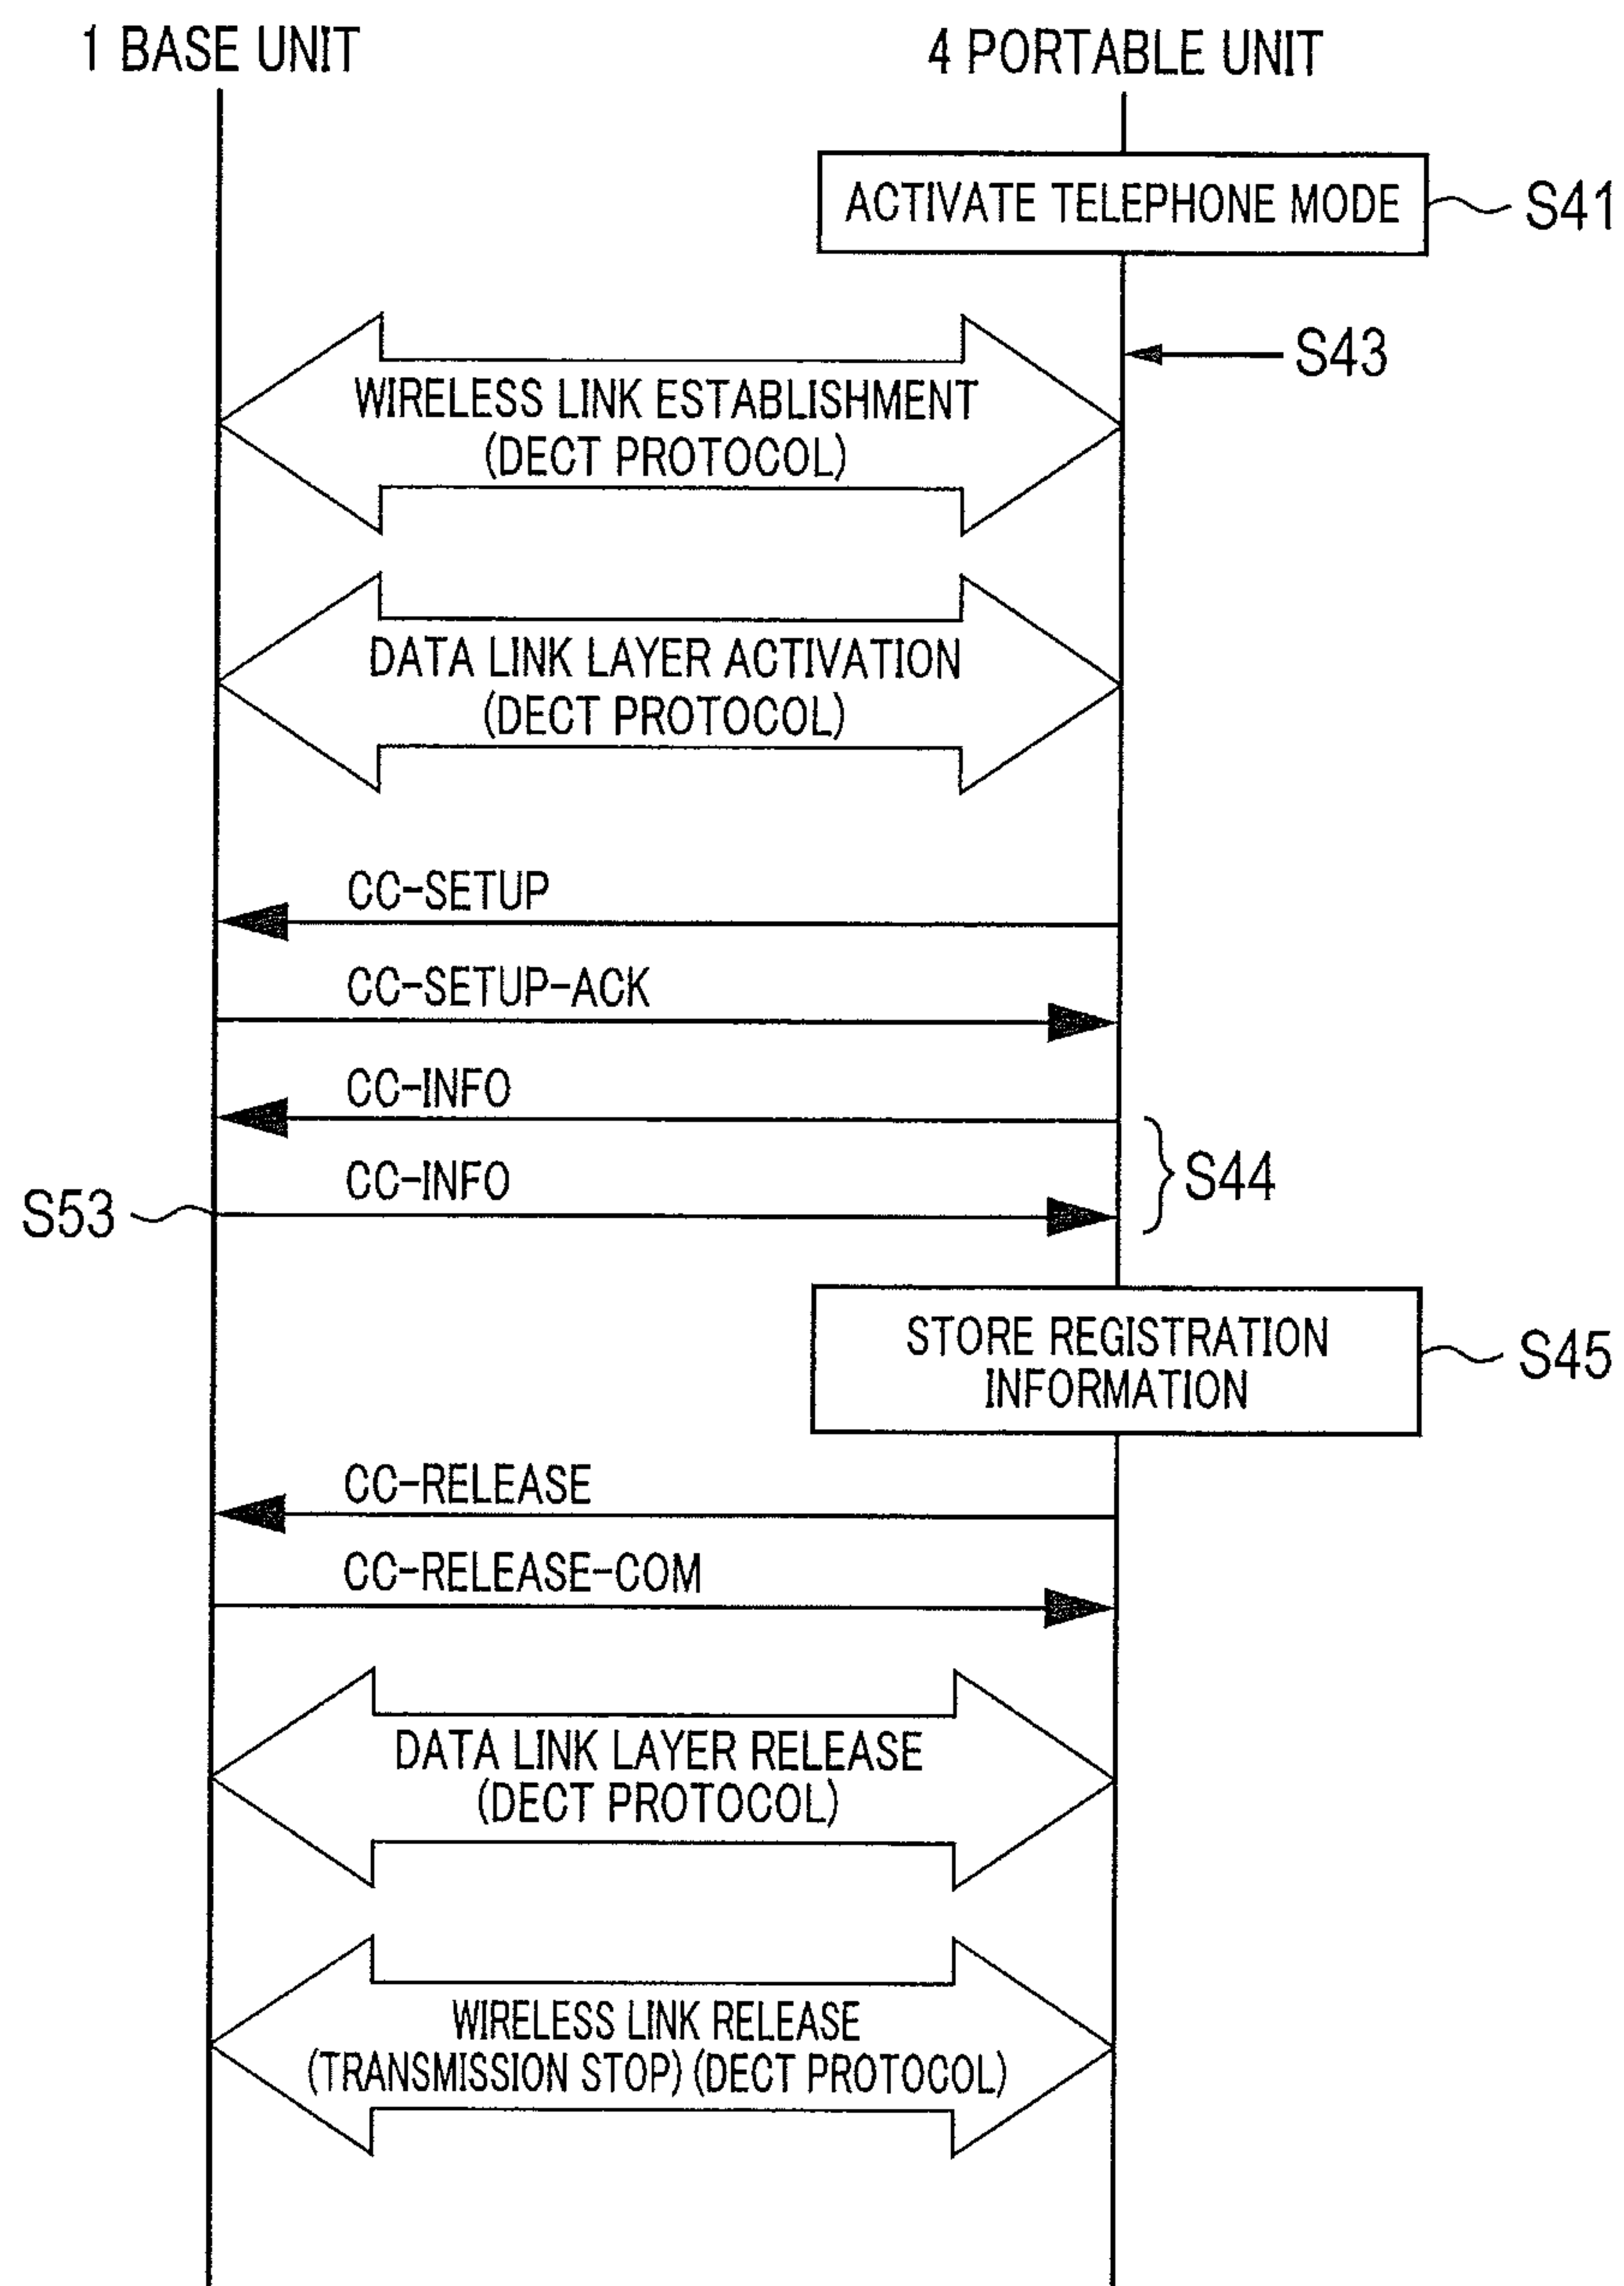 1 BASE UNIT
4 PORTABLE UNIT
ACTIVATE TELEPHONE MODE
S41
S43
WIRELESS LINK ESTABLISHMENT
(DECT PROTOCOL)
DATA LINK LAYER ACTIVATION
(DECT PROTOCOL)
CC-SETUP
CC-SETUP-ACK
CC-INFO
CC-INFO
S44
S53
STORE REGISTRATION
INFORMATION
S45
CC-RELEASE
CC-RELEASE-COM
DATA LINK LAYER RELEASE
(DECT PROTOCOL)
WIRELESS LINK RELEASE
(TRANSMISSION STOP) (DECT PROTOCOL)